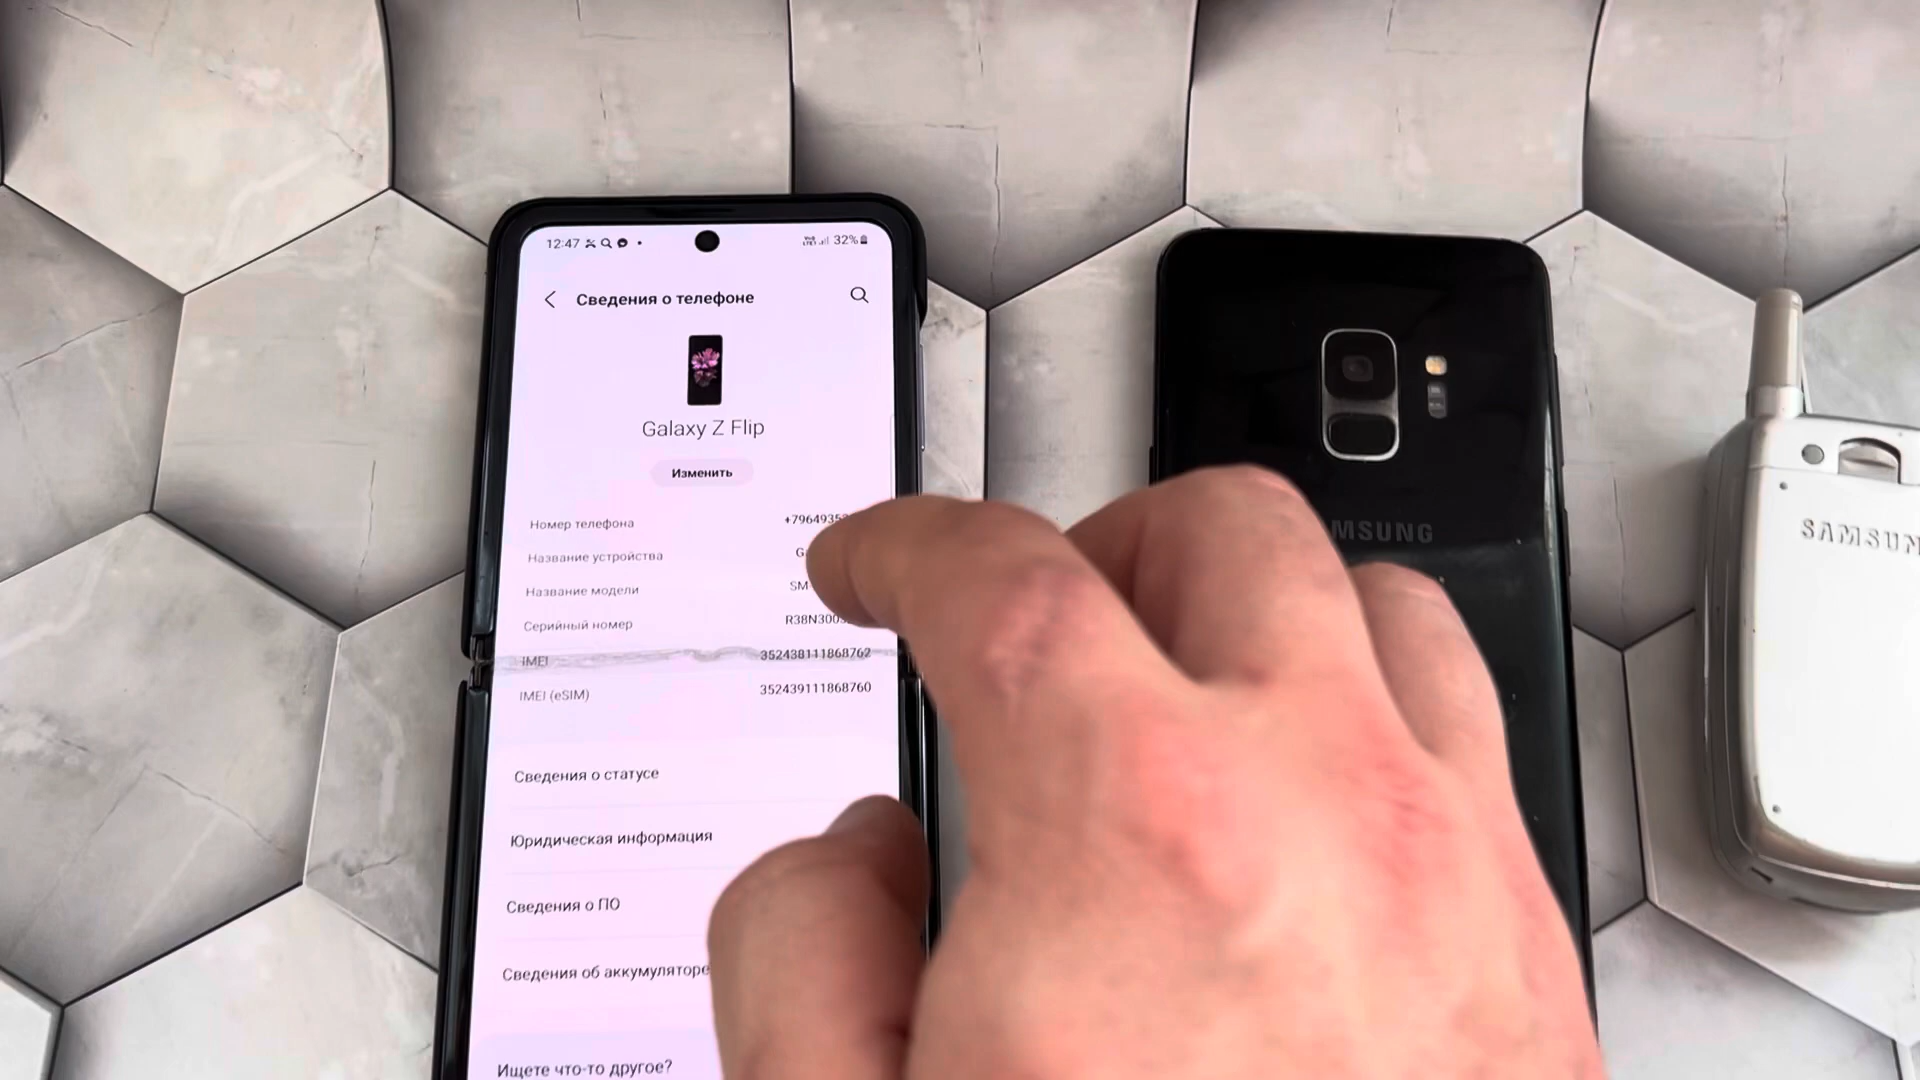 12:47
32%
Сведения о телефоне
Galaxy Z Flip
Изменить
Номер телефона
Название устройства
Название модели SM
Серийный номер
IMEI 352438111868762
IMEI (eSIM) 352439111868760
Сведения о статусе
Юридическая информация
Сведения о ПО
Сведения об аккумуляторе
Ищете что-то другое?